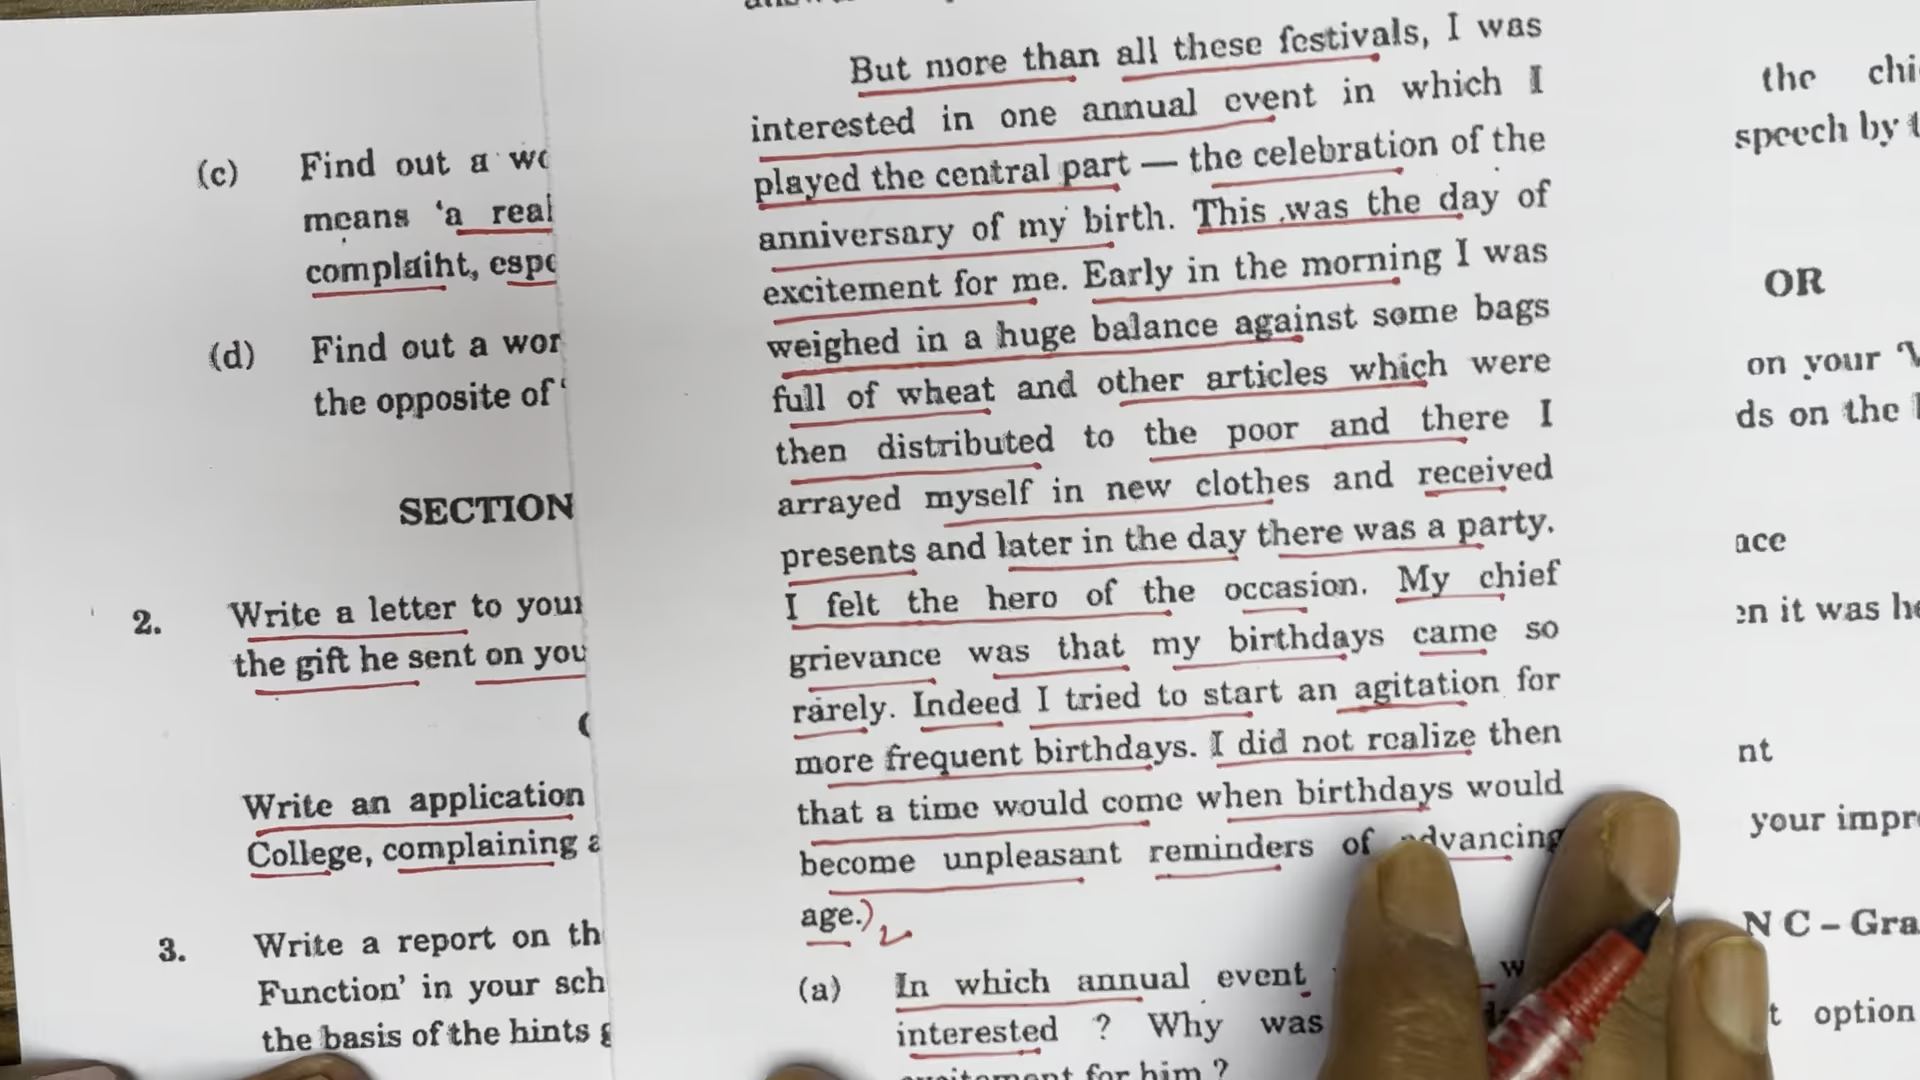 (c) Find out a
means 'a real
complaint,
(d) Find out a
the opposite of '
SECTION
2. Write a letter to
the gift he sent on
Write an application
College, complaining
3. Write a report on
Function' in your
the basis of the hints
But more than all these festivals, I was
interested in one annual event in which I
played the central part — the celebration of the
anniversary of my birth. This was the day of
excitement for me. Early in the morning I was
weighed in a huge balance against some bags
full of wheat and other articles which were
then distributed to the poor and there I
arrayed myself in new clothes and received
presents and later in the day there was a party.
I felt the hero of the occasion. My chief
grievance was that my birthdays came so
rarely. Indeed I tried to start an agitation for
more frequent birthdays. I did not realize then
that a time would come when birthdays would
become unpleasant reminders of advancing
age.)
(a) In which annual event
interested ? Why was
excitement for him ?
the
speech by
OR
on your
on the
it was
your
N C – Gra
option